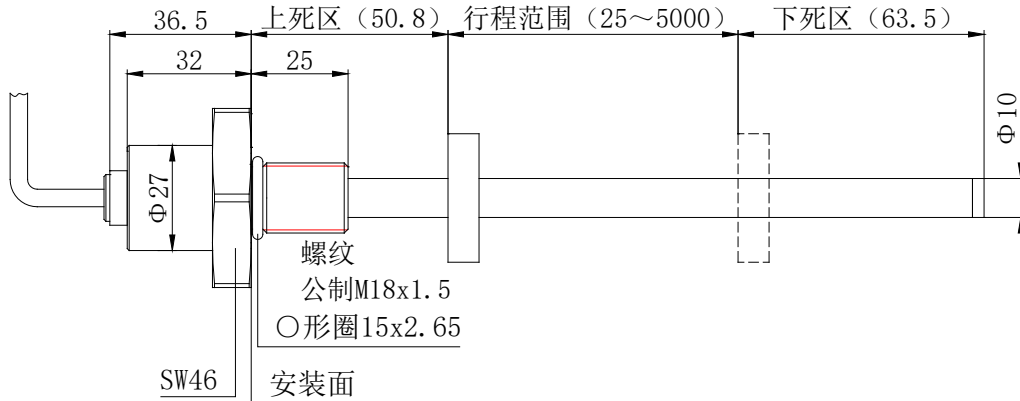 36.5
上死区（50.8）
行程范围（25～5000）
下死区（63.5）
32
25
Φ10
Φ27
螺纹
公制M18x1.5
○形圈15x2.65
SW46
安装面